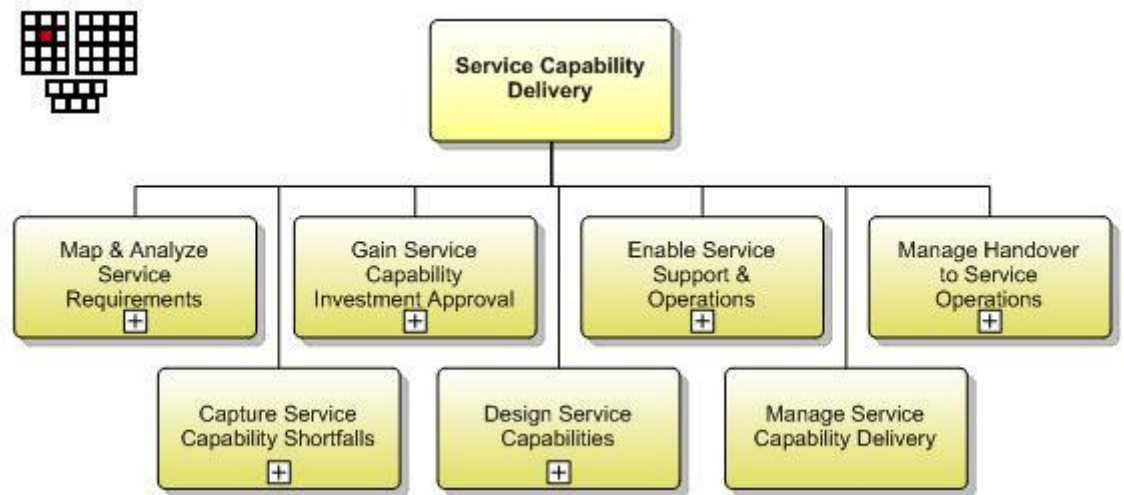 Service Capability
Delivery
Map & Analyze
Service
Requirements
Gain Service
Capability
Investment Approval
Enable Service
Support &
Operations
Manage Handover
to Service
Operations
Capture Service
Capability Shortfalls
Design Service
Capabilities
Manage Service
Capability Delivery